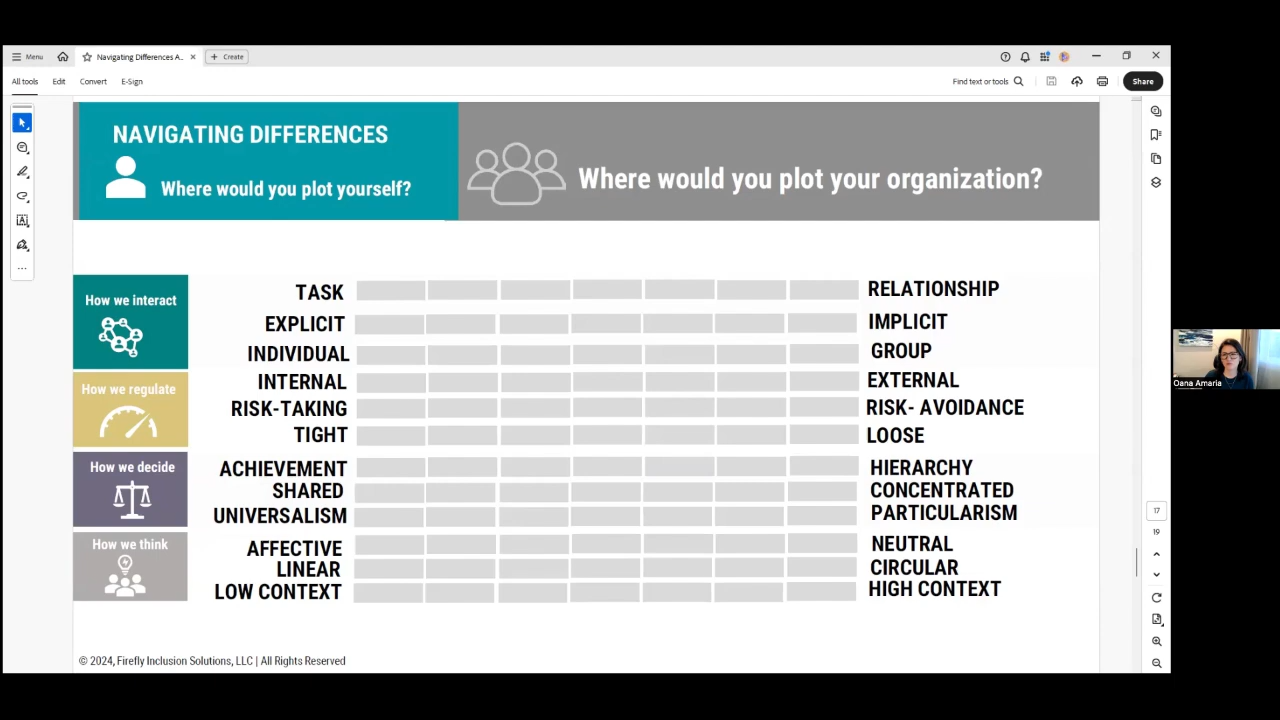 Menu
Navigating Differences A..
Create
All tools
Edit
Convert
E-Sign
Find text or tools
Share
NAVIGATING DIFFERENCES
Where would you plot yourself?
Where would you plot your organization?
How we interact
TASK RELATIONSHIP
EXPLICIT IMPLICIT
INDIVIDUAL GROUP
How we regulate
INTERNAL EXTERNAL
RISK-TAKING RISK- AVOIDANCE
TIGHT LOOSE
How we decide
ACHIEVEMENT HIERARCHY
SHARED CONCENTRATED
UNIVERSALISM PARTICULARISM
How we think
AFFECTIVE NEUTRAL
LINEAR CIRCULAR
LOW CONTEXT HIGH CONTEXT
17
19
© 2024, Firefly Inclusion Solutions, LLC | All Rights Reserved
Oana Amaria